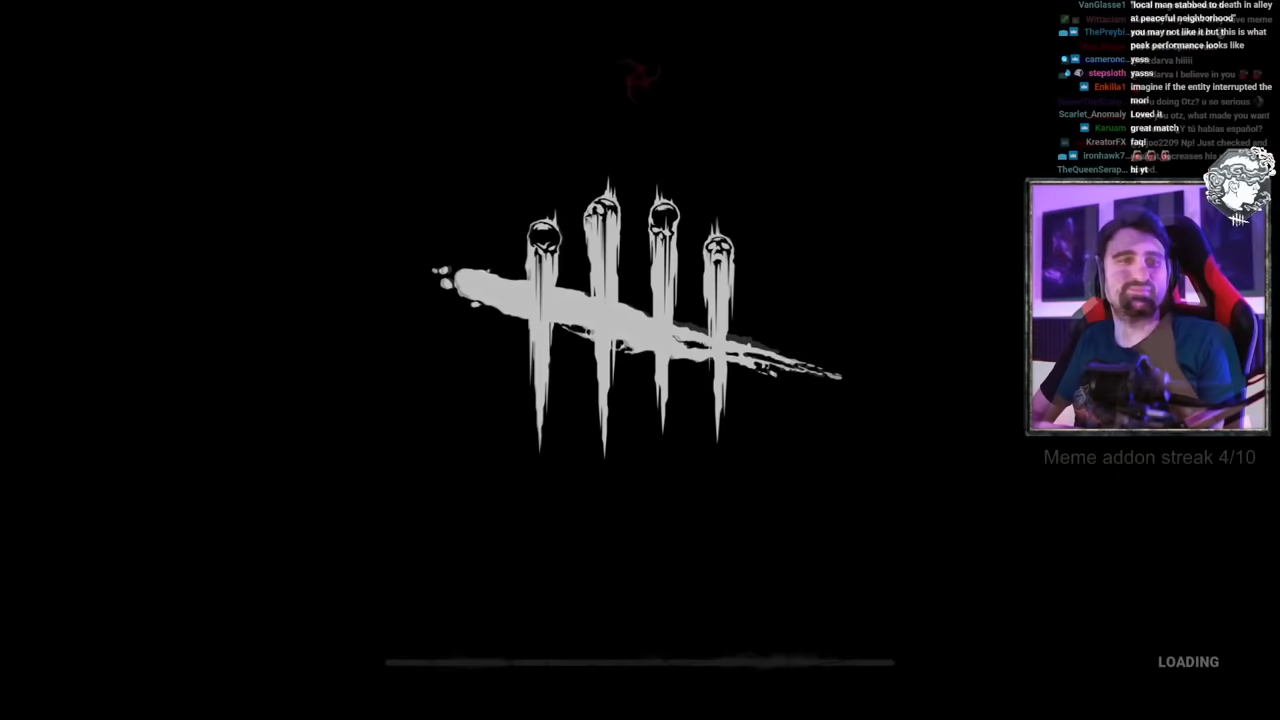 VanGlasse1 "local man stabbed to death in alley
at peaceful neighborhood"
ThePreybi... you may not like it but this is what
peak performance looks like
cameronc... yess
stepsloth yasss
Enkilla1 imagine if the entity interrupted the
mori
Scarlet_Anomaly Loved it
Karuam great match
KreatorFX faq!
ironhawk7...
TheQueenSerap... hi yt
Meme addon streak 4/10
LOADING